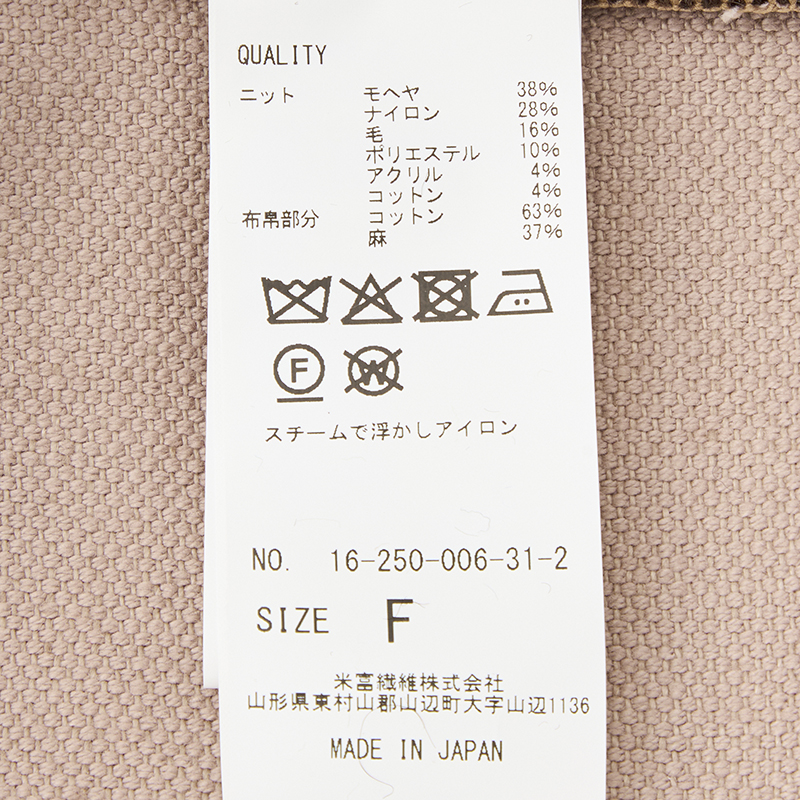 QUALITY
ニット モヘヤ 38%
ナイロン 28%
毛 16%
ポリエステル 10%
アクリル 4%
コットン 4%
布帛部分 コットン 63%
麻 37%
F W
スチームで浮かしアイロン
NO. 16-250-006-31-2
SIZE F
米富繊維株式会社
山形県東村山郡山辺町大字山辺1136
MADE IN JAPAN